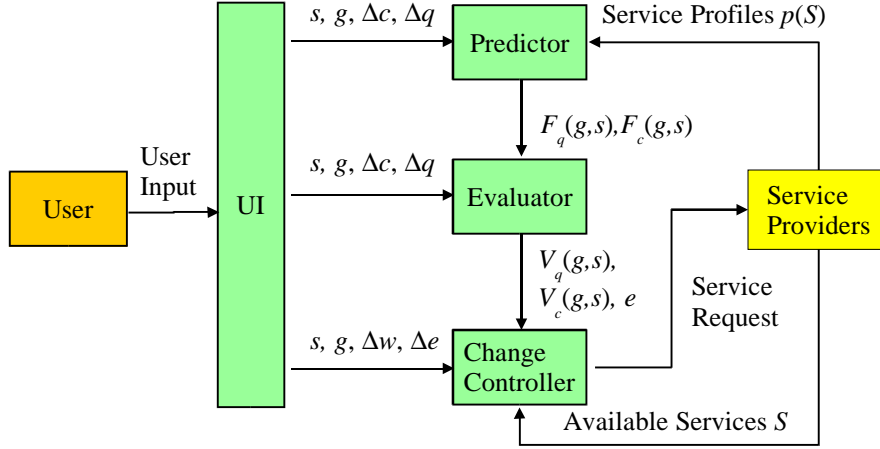 s, g, Δc, Δq
Service Profiles p(S)
Predictor
F_q(g,s),F_c(g,s)
User
Input
s, g, Δc, Δq
User
UI
Evaluator
Service
Providers
V_q(g,s),
V_c(g,s), e
Service
Request
s, g, Δw, Δe
Change
Controller
Available Services S